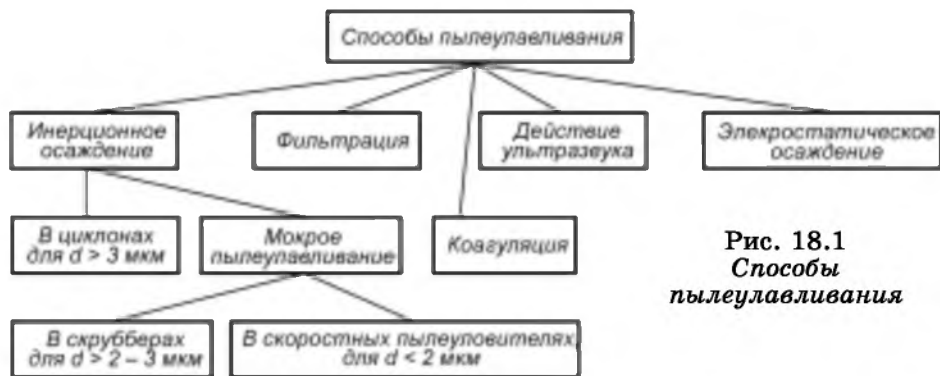 Способы пылеулавливания
Инерционное
осаждение
Фильтрация
Действие
ультразвука
Элекростатическое
осаждение
В циклонах
для d > 3 мкм
Мокрое
пылеулавливание
Коагуляция
Рис. 18.1
Способы
пылеулавливания
В скрубберах
для d > 2 – 3 мкм
В скоростных пылеуловителях
для d < 2 мкм